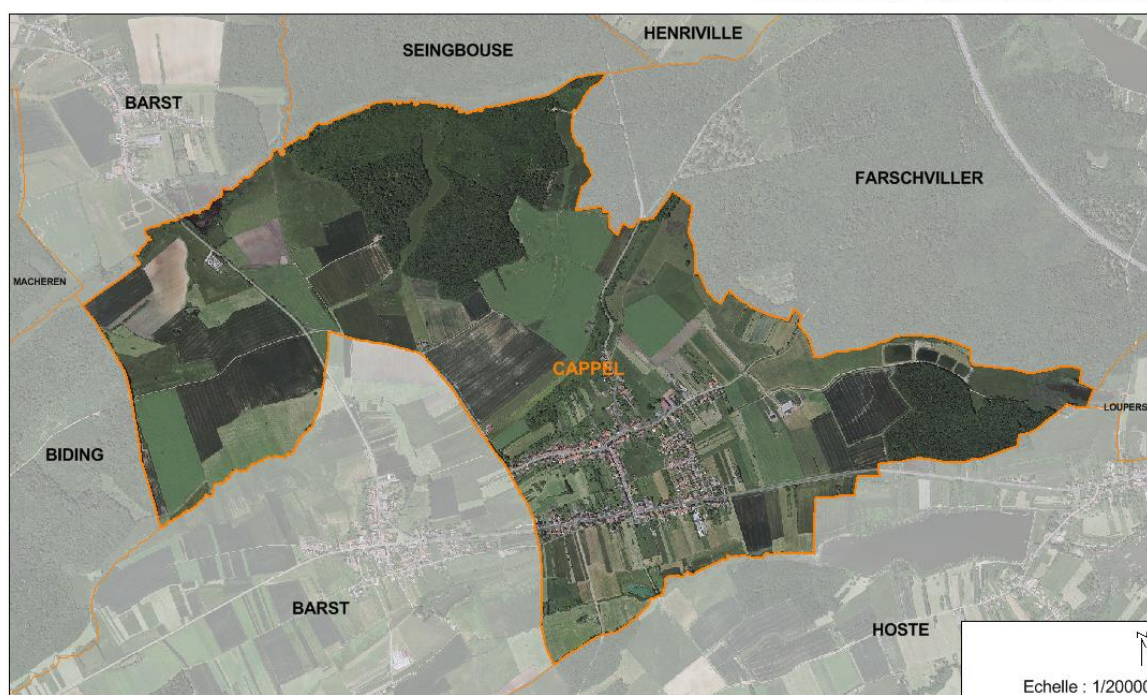 HENRIVILLE
SEINGBOUSE
BARST
FARSCHVILLER
MACHEREN
CAPPEL
LOUPERS
BIDING
BARST
HOSTE
N
Echelle : 1/20000